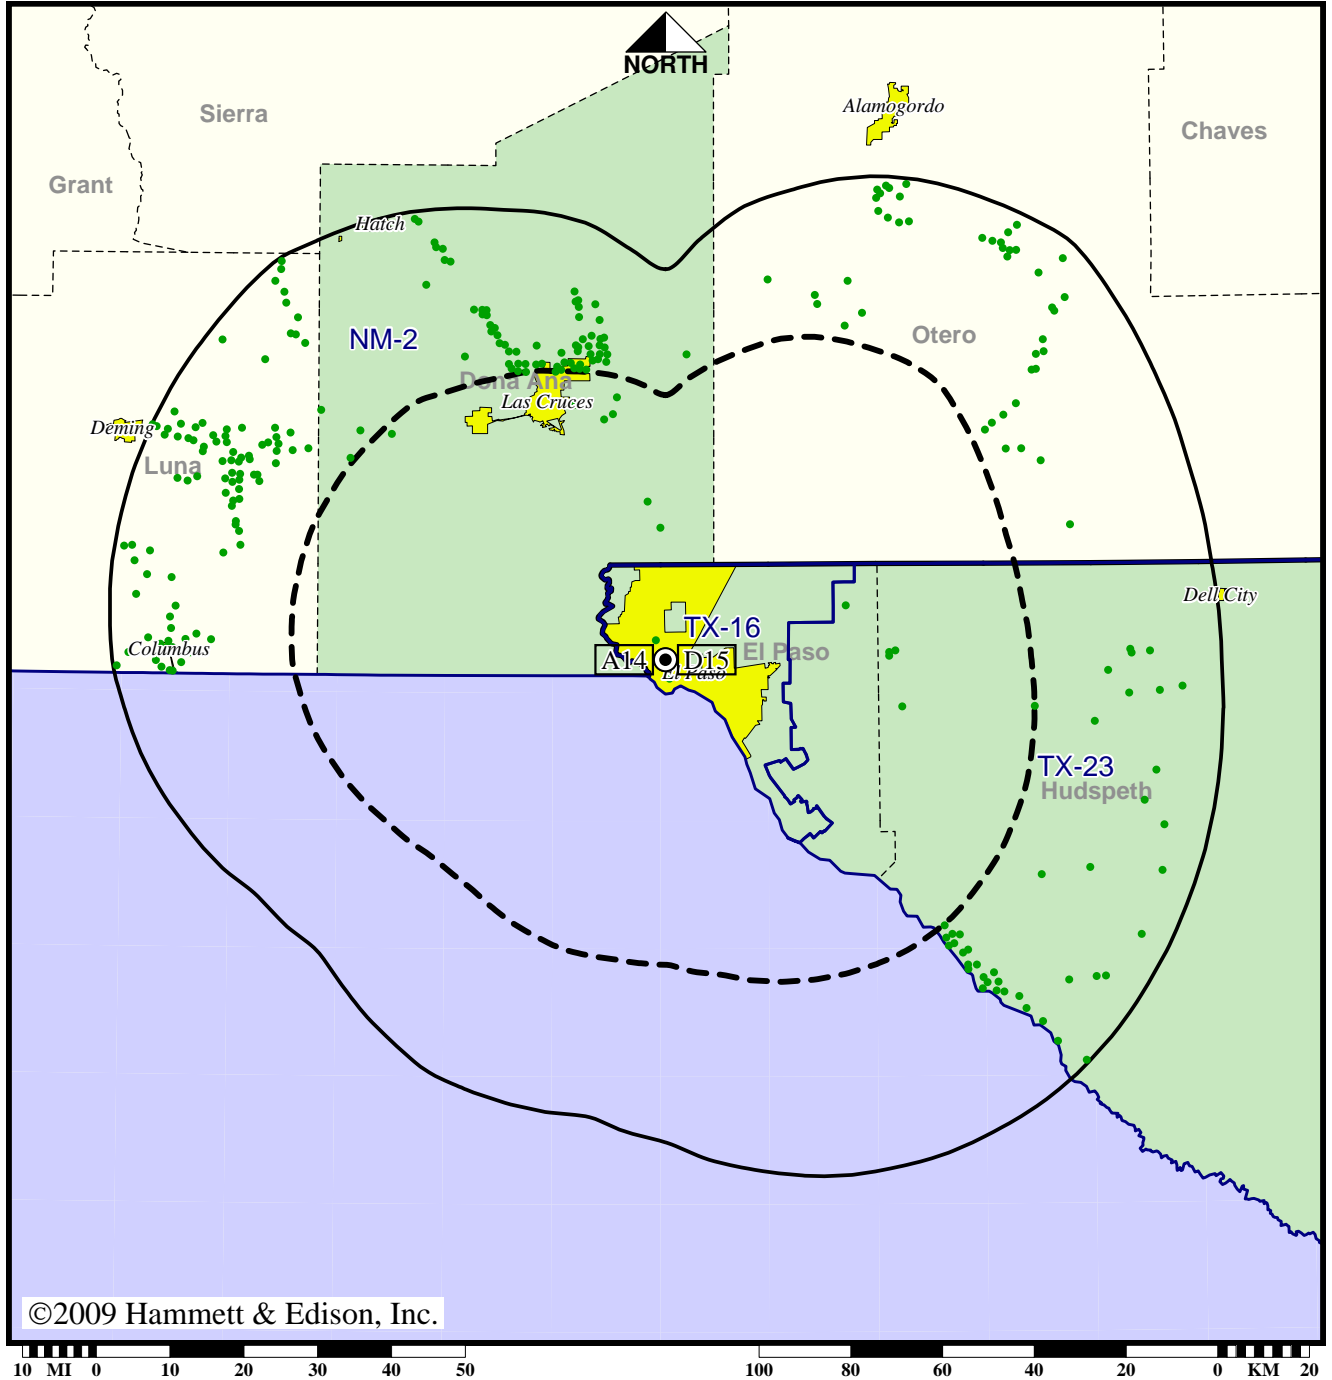 NORTH
Alamogordo
Sierra
Chaves
Grant
Hatch
NM-2
Otero
Dona Ana
Las Cruces
Deming
Luna
Dell City
TX-16
Columbus
El Paso
A14
D15
El Paso
TX-23
Hudspeth
©2009 Hammett & Edison, Inc.
10 MI 0 10 20 30 40 50 100 80 60 40 20 0 KM 20